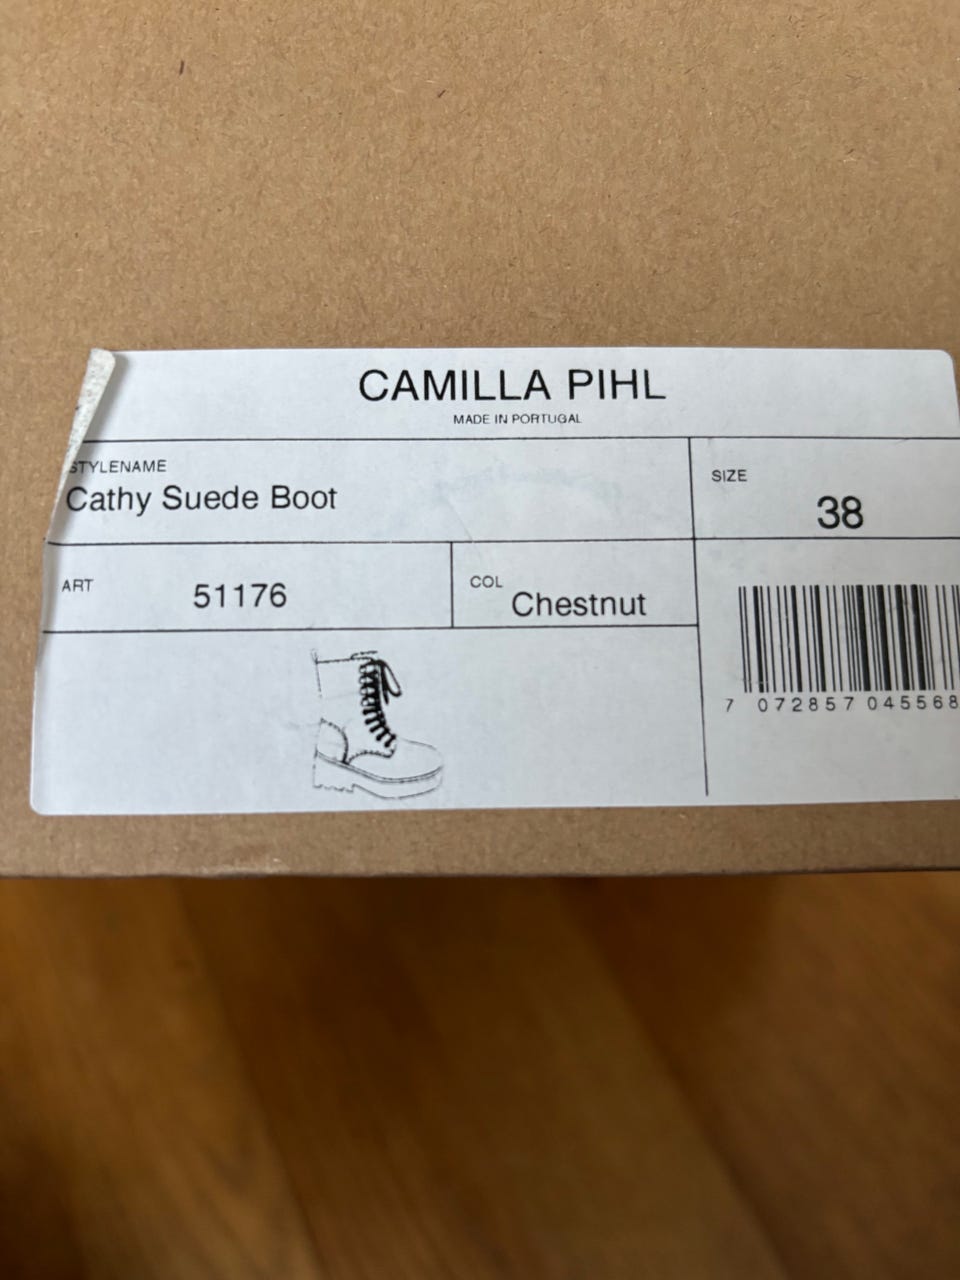 CAMILLA PIHL
MADE IN PORTUGAL
STYLENAME
Cathy Suede Boot
SIZE
38
ART
51176
COL
Chestnut
7 072857 045568